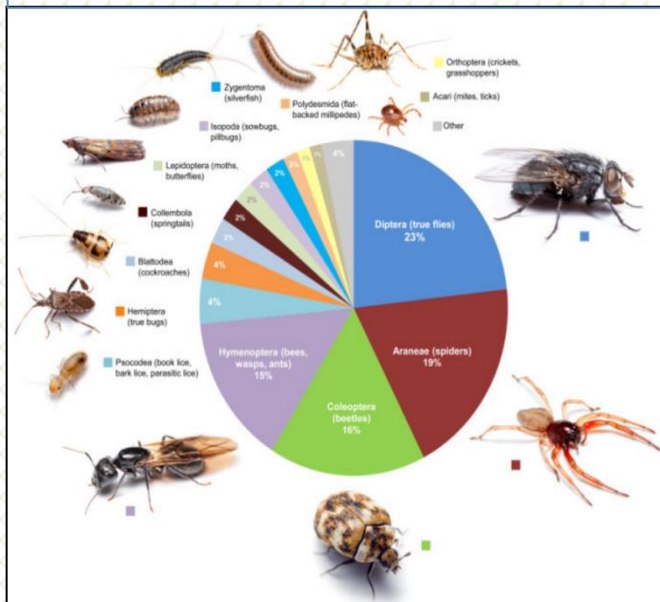 Orthoptera (crickets,
grasshoppers)
Zygentoma
(silverfish)
Polydesmida (flat-
backed millipedes)
Acari (mites, ticks)
Isopoda (sowbugs,
pillbugs)
Other
Lepidoptera (moths,
butterflies)
Collembola
(springtails)
Blattodea
(cockroaches)
Hemiptera
(true bugs)
Psocodea (book lice,
bark lice, parasitic lice)
4%
2%
2%
2%
2%
2%
4%
4%
Diptera (true flies)
23%
Araneae (spiders)
19%
Hymenoptera (bees,
wasps, ants)
15%
Coleoptera
(beetles)
16%